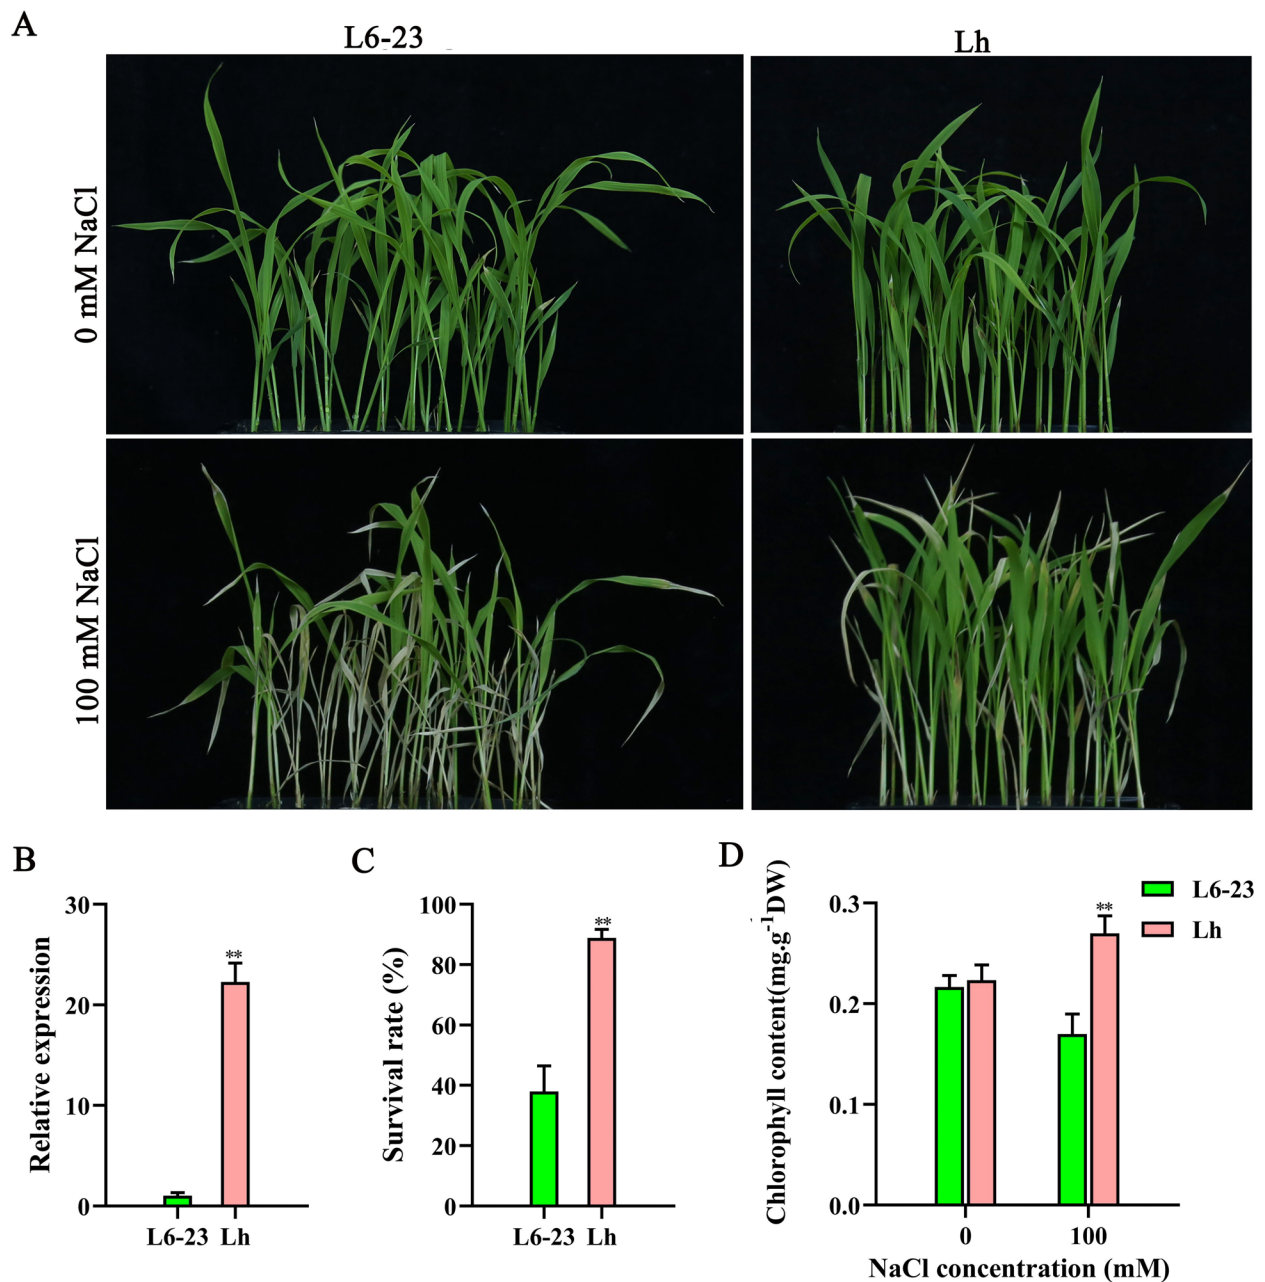 A
L6-23
Lh
0 mM NaCl
100 mM NaCl
B
Relative expression
30
20
10
0
**
L6-23 Lh
C
Survival rate (%)
100
80
60
40
20
0
**
L6-23 Lh
D
Chlorophyll content(mg.g-1DW)
0.3
0.2
0.1
0.0
**
0
100
NaCl concentration (mM)
L6-23
Lh